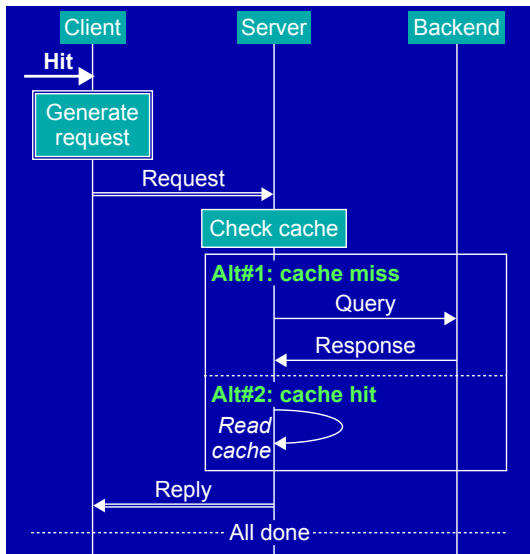 Client Server Backend
Hit
Generate
request
Request
Check cache
Alt#1: cache miss
Query
Response
Alt#2: cache hit
Read
cache
Reply
All done